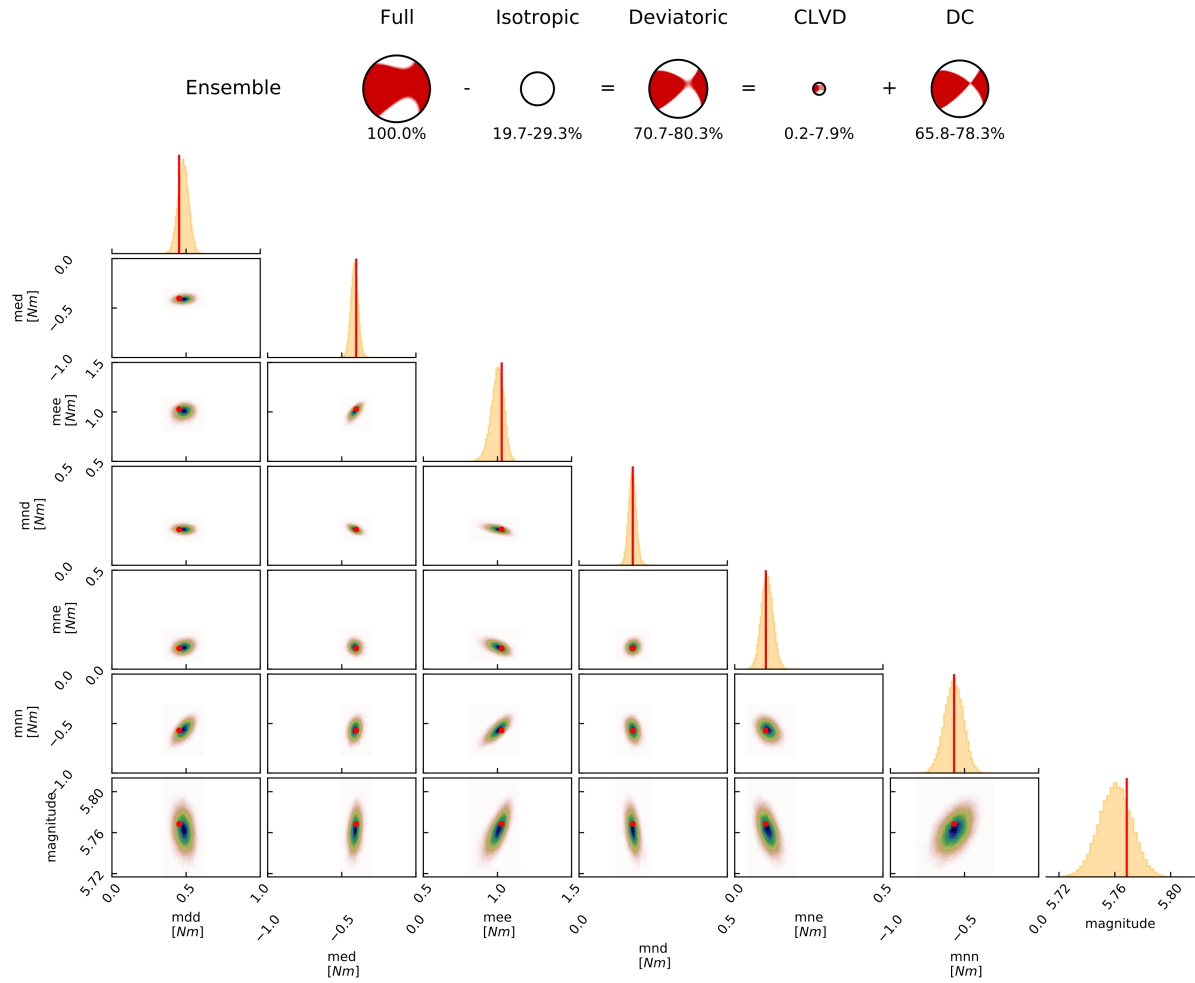 Full Isotropic Deviatoric CLVD DC
Ensemble - = = +
100.0% 19.7-29.3% 70.7-80.3% 0.2-7.9% 65.8-78.3%
med
[Nm]
0.0
−0.5
−1.0
mee
[Nm]
1.5
1.0
0.5
mnd
[Nm]
0.5
0.0
mne
[Nm]
0.5
0.0
mnn
[Nm]
0.0
−0.5
−1.0
magnitude
5.80
5.76
5.72
0.0 0.5 1.0
mdd
[Nm]
−1.0 −0.5 0.0
med
[Nm]
0.5 1.0 1.5
mee
[Nm]
0.0 0.5
mnd
[Nm]
0.0 0.5
mne
[Nm]
−1.0 −0.5 0.0
mnn
[Nm]
5.72 5.76 5.80
magnitude